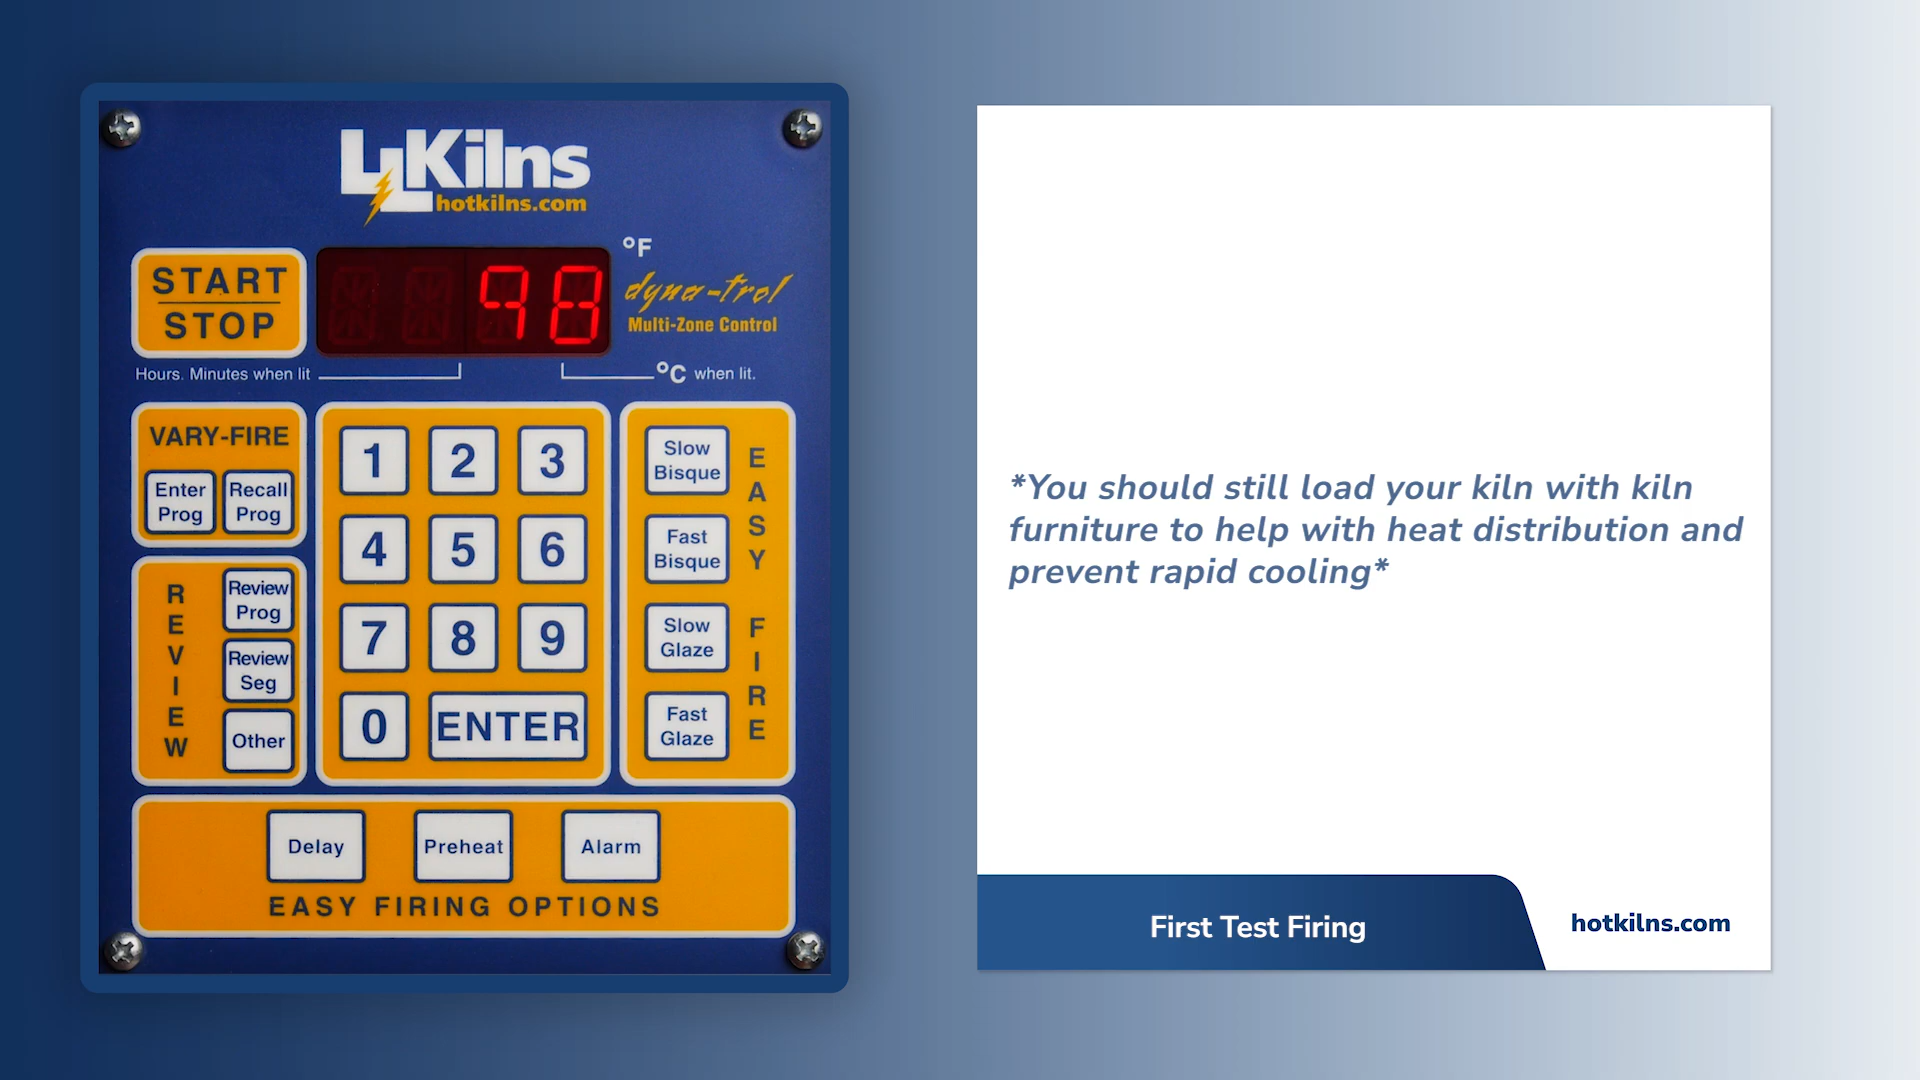 L&L Kilns
hotkilns.com
START
STOP
98
°F
dyna-trol
Multi-Zone Control
Hours. Minutes when lit
°C when lit.
VARY-FIRE
Enter
Prog
Recall
Prog
REVIEW
Review
Prog
Review
Seg
Other
1 2 3
4 5 6
7 8 9
0 ENTER
Slow
Bisque
Fast
Bisque
Slow
Glaze
Fast
Glaze
EASY FIRE
Delay
Preheat
Alarm
EASY FIRING OPTIONS
*You should still load your kiln with kiln
furniture to help with heat distribution and
prevent rapid cooling*
First Test Firing
hotkilns.com